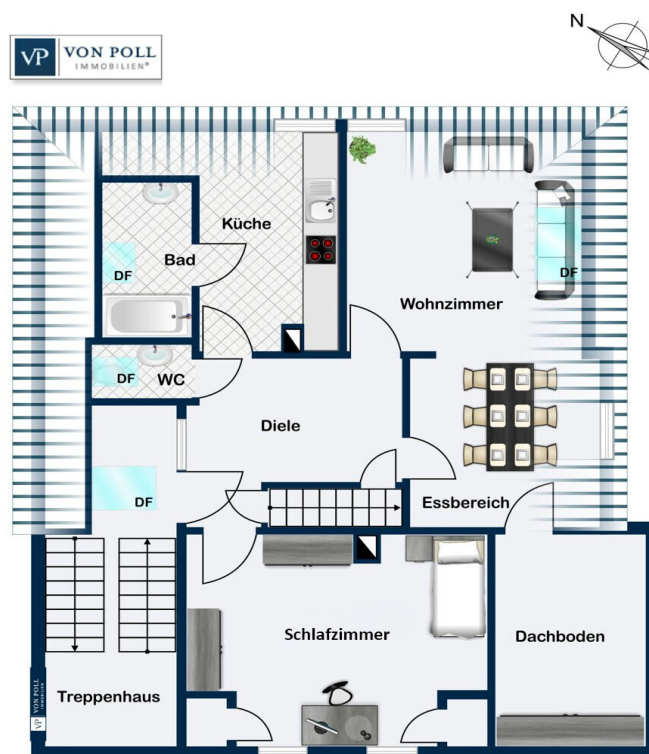 N
VP VON POLL
IMMOBILIEN®
Küche
Bad
DF
Wohnzimmer
DF
DF
WC
Diele
DF
Essbereich
Schlafzimmer
Dachboden
Treppenhaus
VP VON POLL
IMMOBILIEN